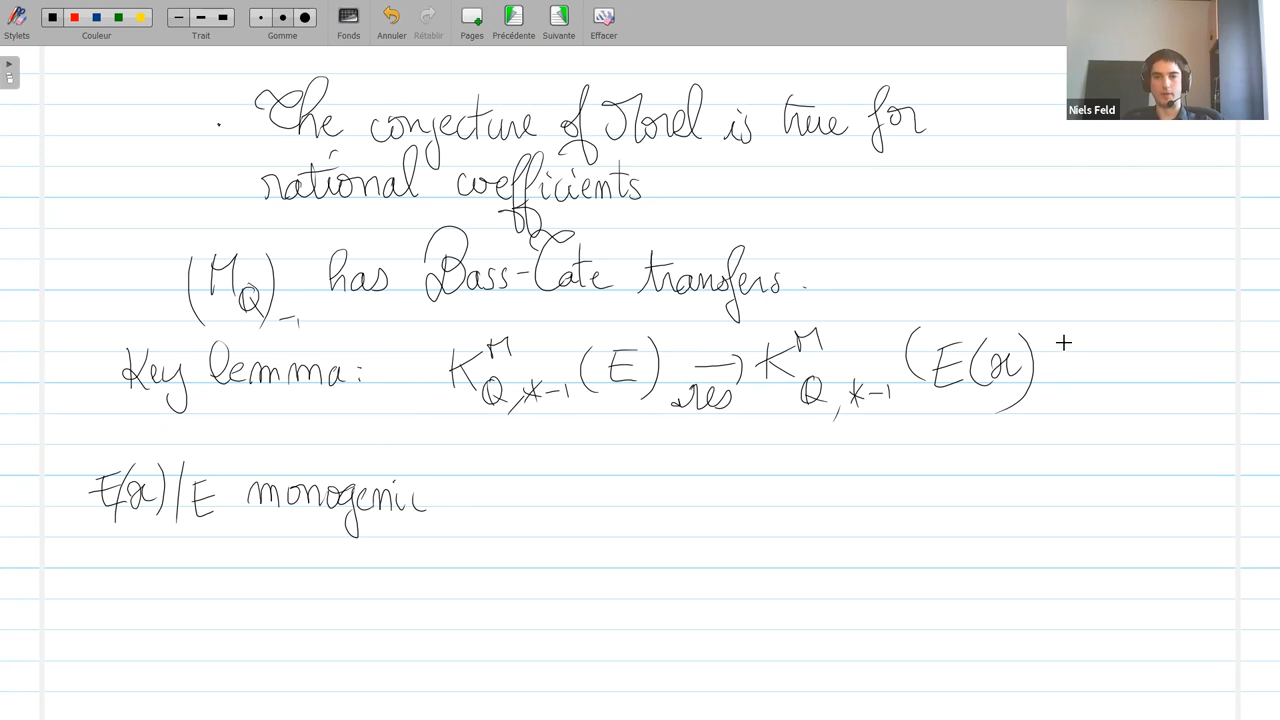 Stylets
Couleur
Trait
Gomme
Fonds
Annuler
Rétablir
Pages
Précédente
Suivante
Effacer
Niels Feld
. The conjecture of Morel is true for
rational coefficients
(M_Q)_{-1} has Bass-Tate transfers.
Key lemma: K^M_{Q,*-1}(E) →_{res} K^M_{Q,*-1}(E(x)
E(x)/E monogenic